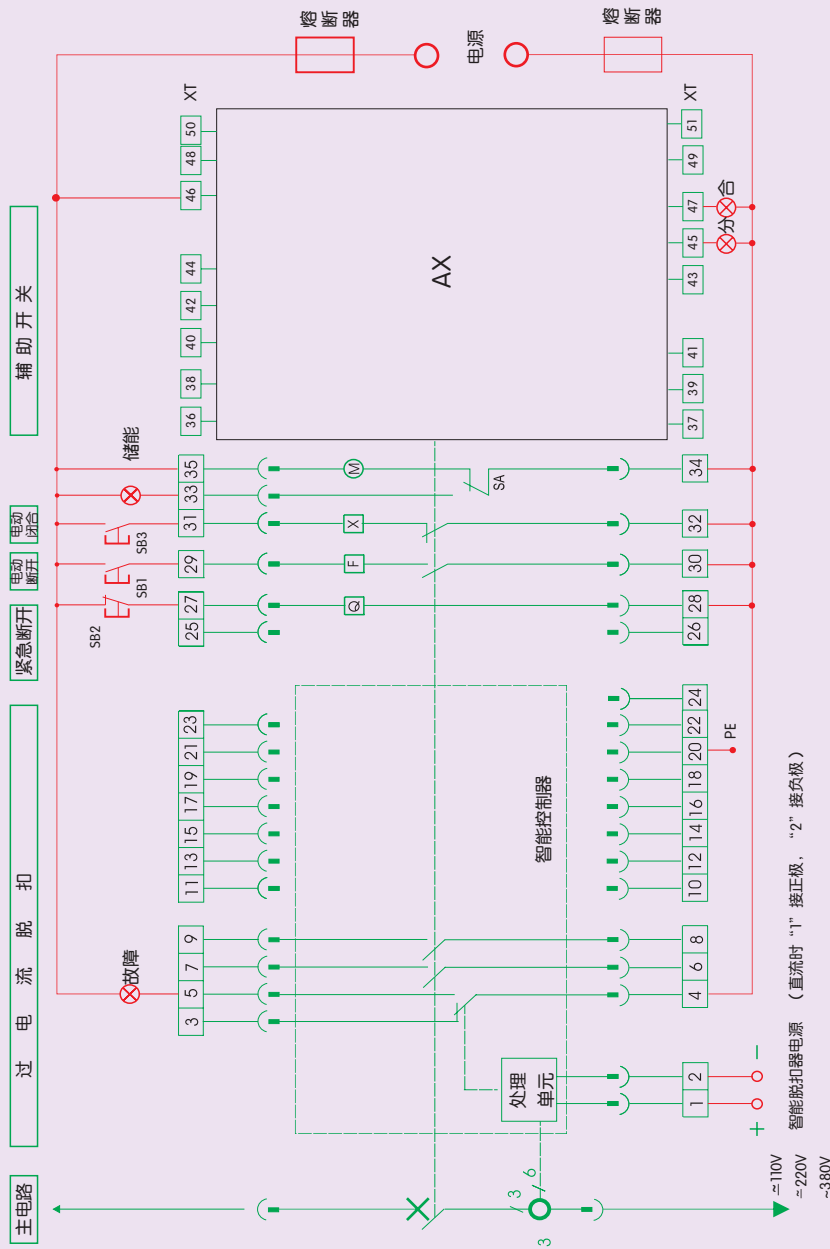 主电路
过电流脱扣
紧急断开
电动
断开
电动
闭合
辅助开关
熔断器
电源
熔断器
故障
SB2
SB1
SB3
储能
XT
3 5 7 9
11 13 15 17 19 21 23
25 27 29 31 33 35
36 38 40 42 44 46 48 50
Q F X M
SA
AX
智能控制器
处理
单元
3 6
3
1 2
4 6 8
10 12 14 16 18 20 22 24
26 28 30 32 34
37 39 41 43 45 47 49 51
XT
分 合
PE
+ −
智能脱扣器电源 (直流时“1”接正极，“2”接负极)
≃110V
≃220V
~380V